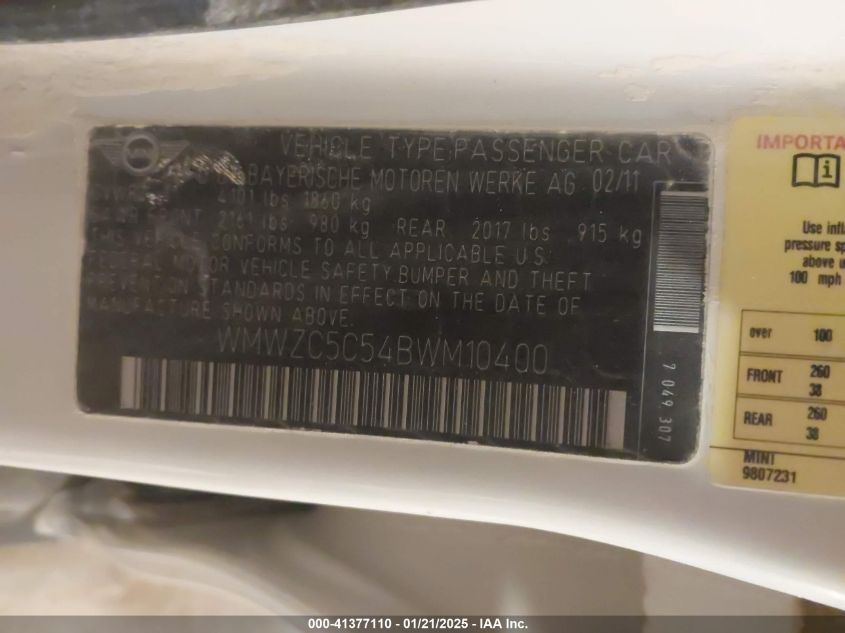 VEHICLE TYPE:PASSENGER CAR
BAYERISCHE MOTOREN WERKE AG 02/11
4101 lbs 1860 kg
2161 lbs 980 kg REAR 2017 lbs 915 kg
CONFORMS TO ALL APPLICABLE U.S.
MOTOR VEHICLE SAFETY,BUMPER AND THEFT
STANDARDS IN EFFECT ON THE DATE OF
MANUFACTURE SHOWN ABOVE.
WMWZC5C54BWM10400
7 049 307
IMPORTA
i
Use infl
pressure sp
above u
100 mph
over 100
FRONT 260
38
REAR 260
38
MINI
9807231
000-41377110 - 01/21/2025 - IAA Inc.